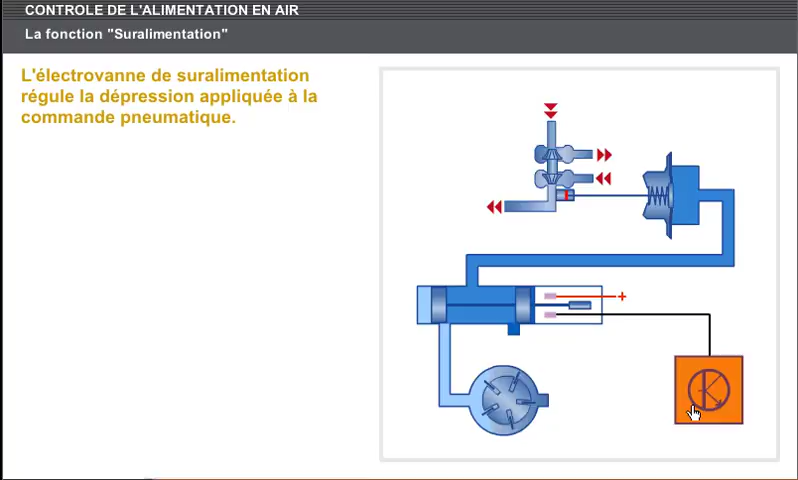 CONTROLE DE L'ALIMENTATION EN AIR
La fonction "Suralimentation"
L'électrovanne de suralimentation
régule la dépression appliquée à la
commande pneumatique.
+